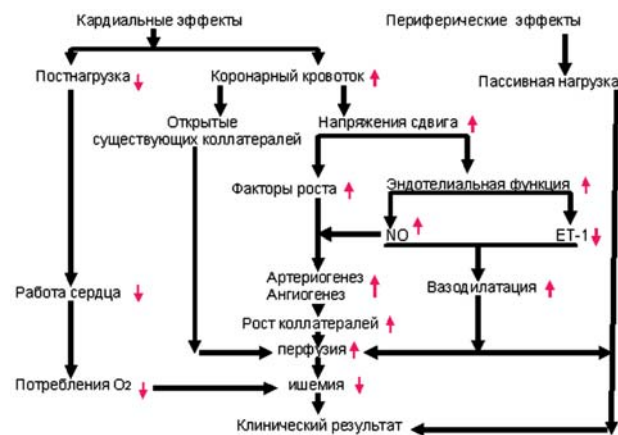 Кардиальные эффекты
Периферические эффекты
Постнагрузка
Коронарный кровоток
Пассивная нагрузка
Открытые
существующих коллатералей
Напряжения сдвига
Факторы роста
Эндотелиальная функция
NO
ET-1
Артериогенез
Ангиогенез
Работа сердца
Вазодилатация
Рост коллатералей
перфузия
Потребления O2
ишемия
Клинический результат